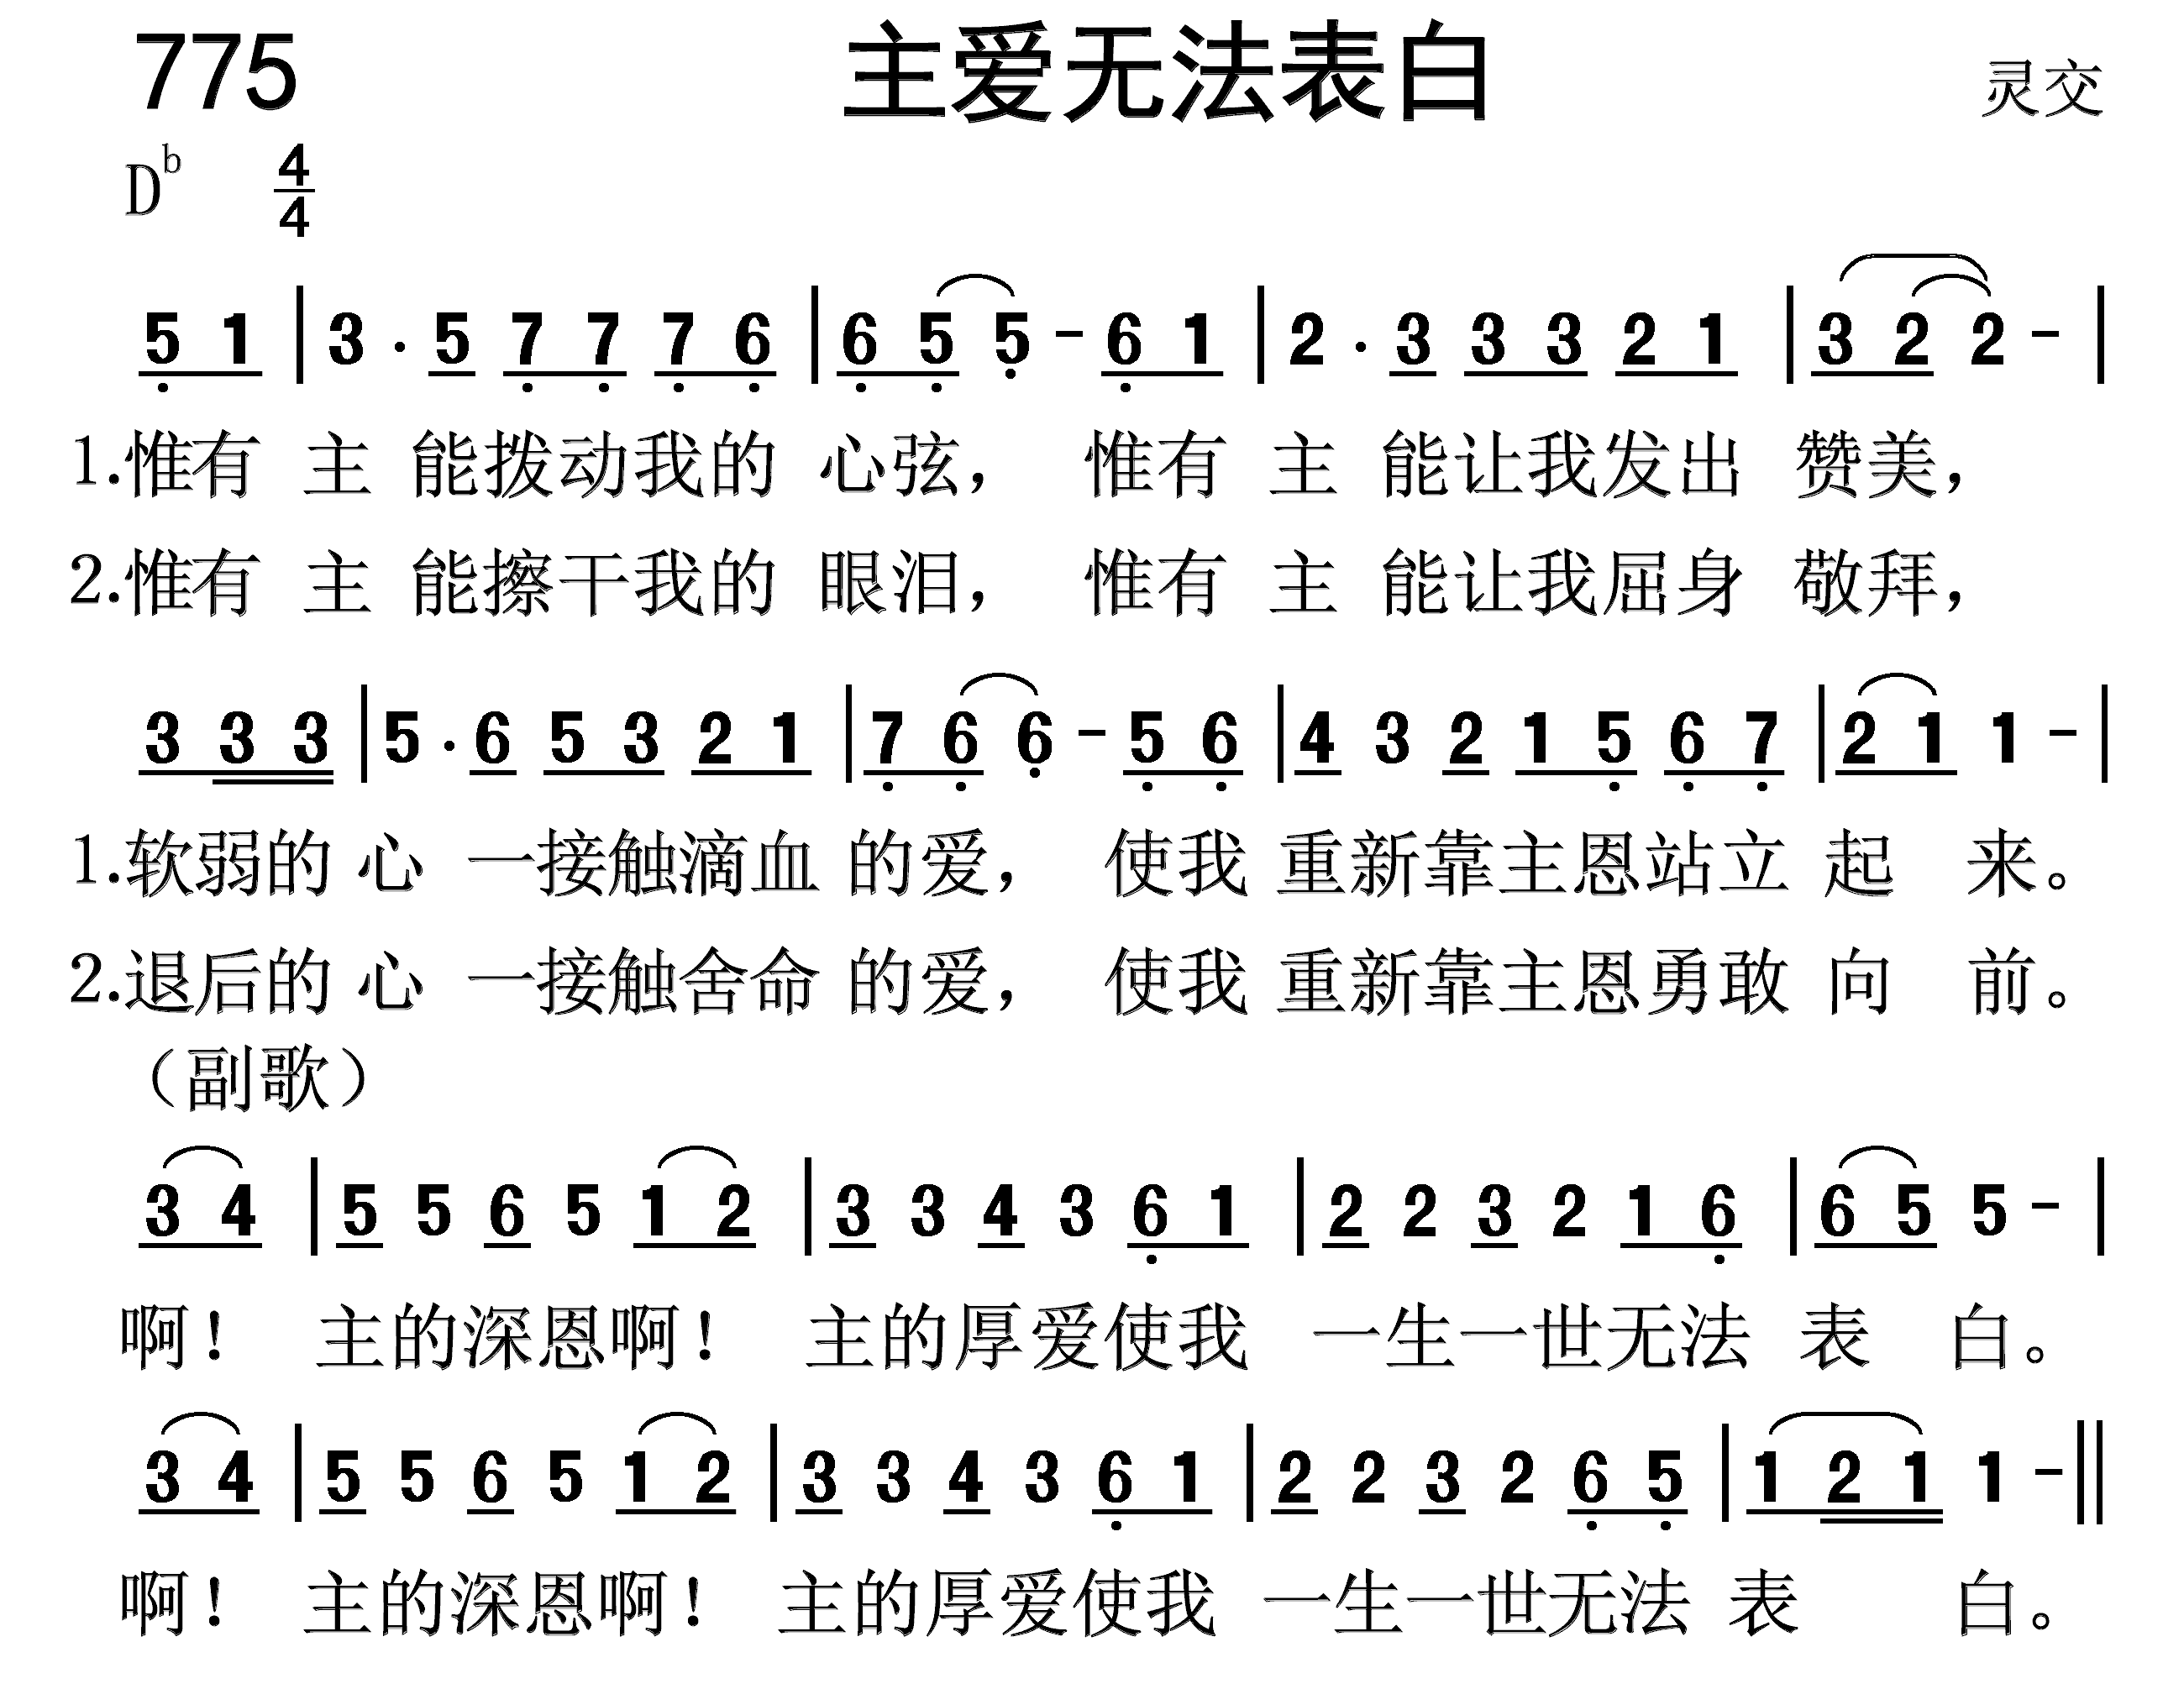 775 主爱无法表白 灵交
D♭ 4/4
5 1 | 3 · 5 7 7 7 6 | 6 5 5 - 6 1 | 2 · 3 3 3 2 1 | 3 2 2 - |
1.惟有 主 能拨动我的 心弦， 惟有 主 能让我发出 赞美，
2.惟有 主 能擦干我的 眼泪， 惟有 主 能让我屈身 敬拜，
3 3 3 | 5 · 6 5 3 2 1 | 7 6 6 - 5 6 | 4 3 2 1 5 6 7 | 2 1 1 - |
1.软弱的 心 一接触滴血 的爱， 使我 重新靠主恩站立 起 来。
2.退后的 心 一接触舍命 的爱， 使我 重新靠主恩勇敢 向 前。
（副歌）
3 4 | 5 5 6 5 1 2 | 3 3 4 3 6 1 | 2 2 3 2 1 6 | 6 5 5 - |
啊！ 主的深恩啊！ 主的厚爱使我 一生一世无法 表 白。
3 4 | 5 5 6 5 1 2 | 3 3 4 3 6 1 | 2 2 3 2 6 5 | 1 2 1 1 - ||
啊！ 主的深恩啊！ 主的厚爱使我 一生一世无法 表 白。